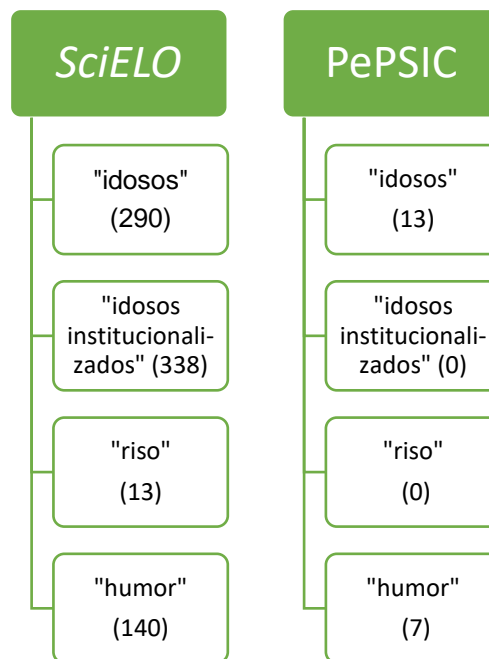 SciELO
"idosos"
(290)
"idosos
institucionali-
zados" (338)
"riso"
(13)
"humor"
(140)
PePSIC
"idosos"
(13)
"idosos
institucionali-
zados" (0)
"riso"
(0)
"humor"
(7)